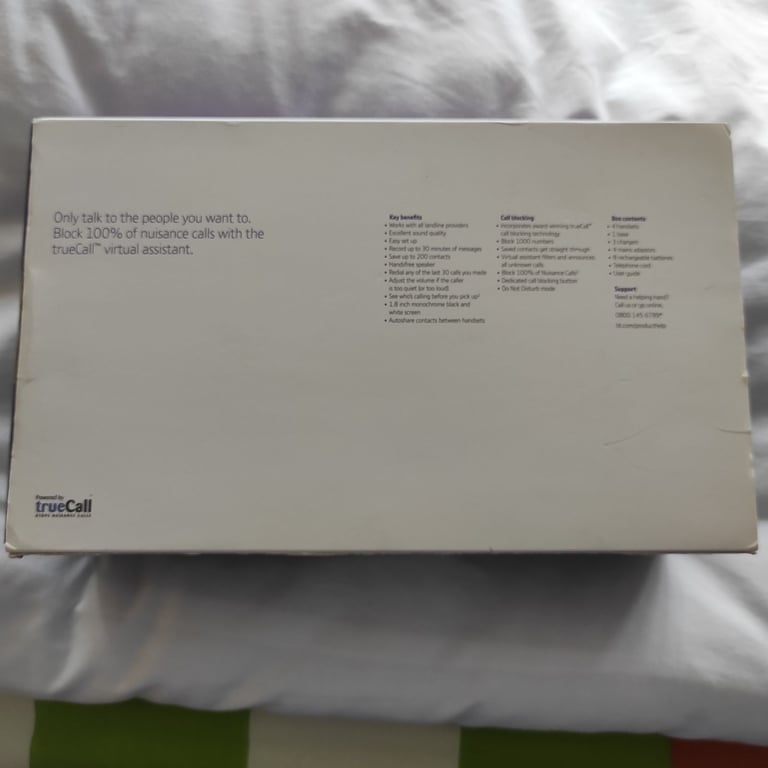 Only talk to the people you want to.
Block 100% of nuisance calls with the
trueCall™ virtual assistant.
Key benefits
• Works with all landline providers
• Excellent sound quality
• Easy set up
• Record up to 30 minutes of messages
• Save up to 200 contacts
• Handsfree speaker
• Redial any of the last 30 calls you made
• Adjust the volume if the caller
is too quiet (or too loud)
• See who's calling before you pick up²
• 1.8 inch monochrome black and
white screen
• Autoshare contacts between handsets
Call blocking
• Incorporates award winning trueCall™
call blocking technology
• Block 1000 numbers
• Saved contacts get straight through
• Virtual assistant filters and announces
all unknown calls
• Block 100% of Nuisance Calls¹
• Dedicated call blocking button
• Do Not Disturb mode
Box contents
• 4 handsets
• 1 base
• 3 chargers
• 4 mains adaptors
• 8 rechargeable batteries
• Telephone cord
• User guide
Support
Need a helping hand?
Call us or go online.
0800 145 6789*
bt.com/producthelp
Powered by
trueCall
STOPS NUISANCE CALLS